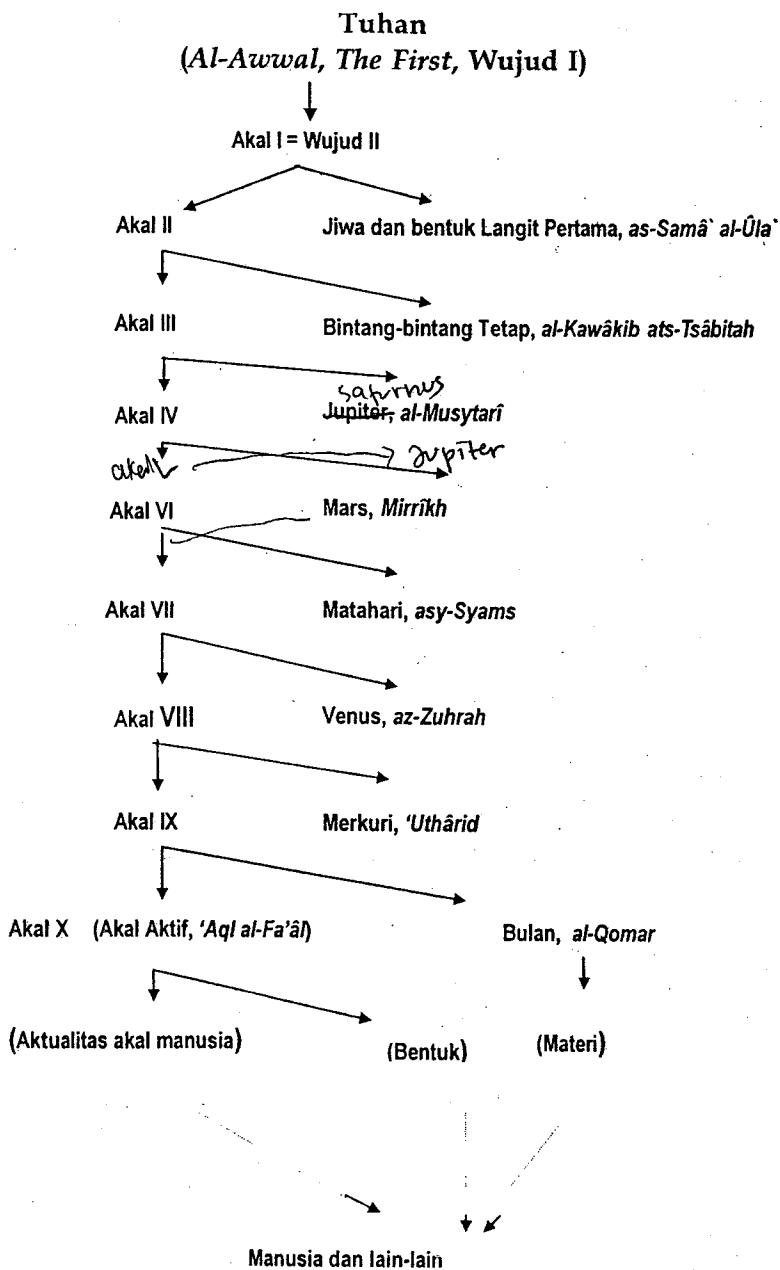 Tuhan
(Al-Awwal, The First, Wujud I)
Akal I = Wujud II
Akal II Jiwa dan bentuk Langit Pertama, as-Samâ` al-Ûla`
Akal III Bintang-bintang Tetap, al-Kawâkib ats-Tsâbitah
saturnus
Akal IV Jupiter, al-Musytarî
akal V Jupiter
Akal VI Mars, Mirrîkh
Akal VII Matahari, asy-Syams
Akal VIII Venus, az-Zuhrah
Akal IX Merkuri, 'Uthârid
Akal X (Akal Aktif, 'Aql al-Fa'âl) Bulan, al-Qomar
(Aktualitas akal manusia) (Bentuk) (Materi)
Manusia dan lain-lain